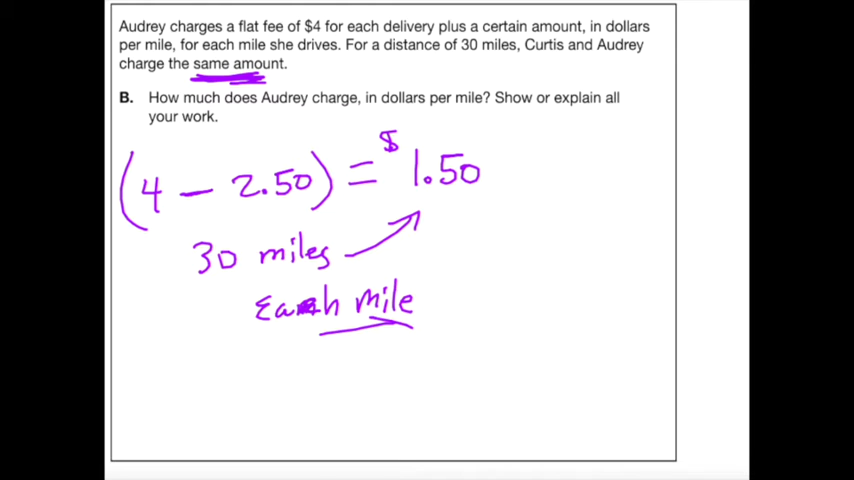 Audrey charges a flat fee of $4 for each delivery plus a certain amount, in dollars
per mile, for each mile she drives. For a distance of 30 miles, Curtis and Audrey
charge the same amount.
B. How much does Audrey charge, in dollars per mile? Show or explain all
your work.
(4 - 2.50) = $1.50
30 miles
Each mile